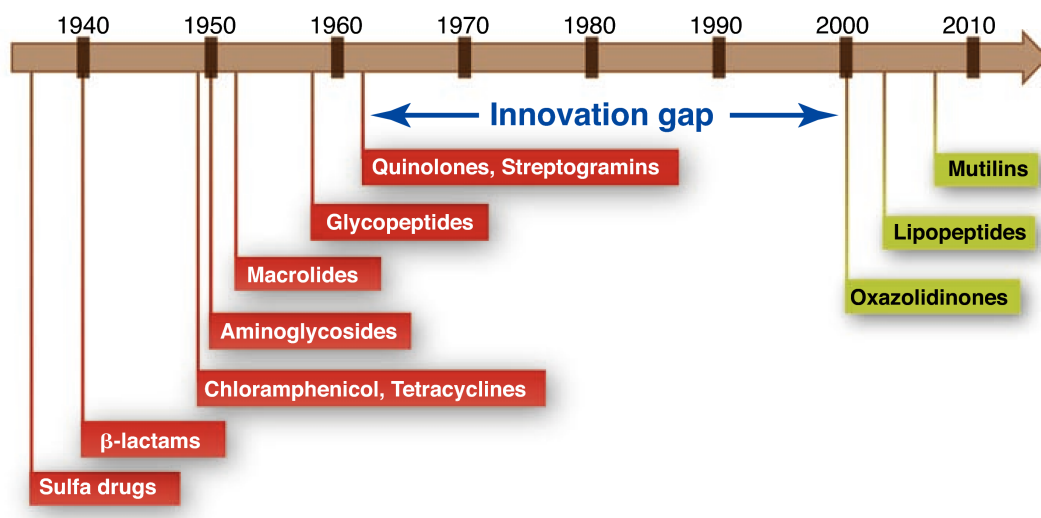 1940 1950 1960 1970 1980 1990 2000 2010
Innovation gap
Quinolones, Streptogramins
Mutilins
Glycopeptides
Lipopeptides
Macrolides
Oxazolidinones
Aminoglycosides
Chloramphenicol, Tetracyclines
β-lactams
Sulfa drugs